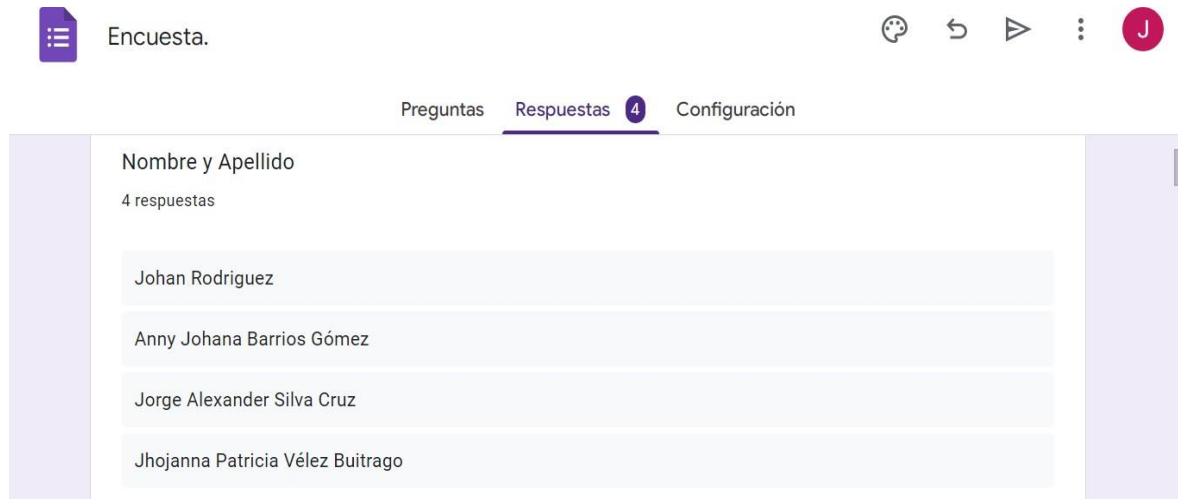 Encuesta.
J
Preguntas Respuestas 4 Configuración
Nombre y Apellido
4 respuestas
Johan Rodriguez
Anny Johana Barrios Gómez
Jorge Alexander Silva Cruz
Jhojanna Patricia Vélez Buitrago